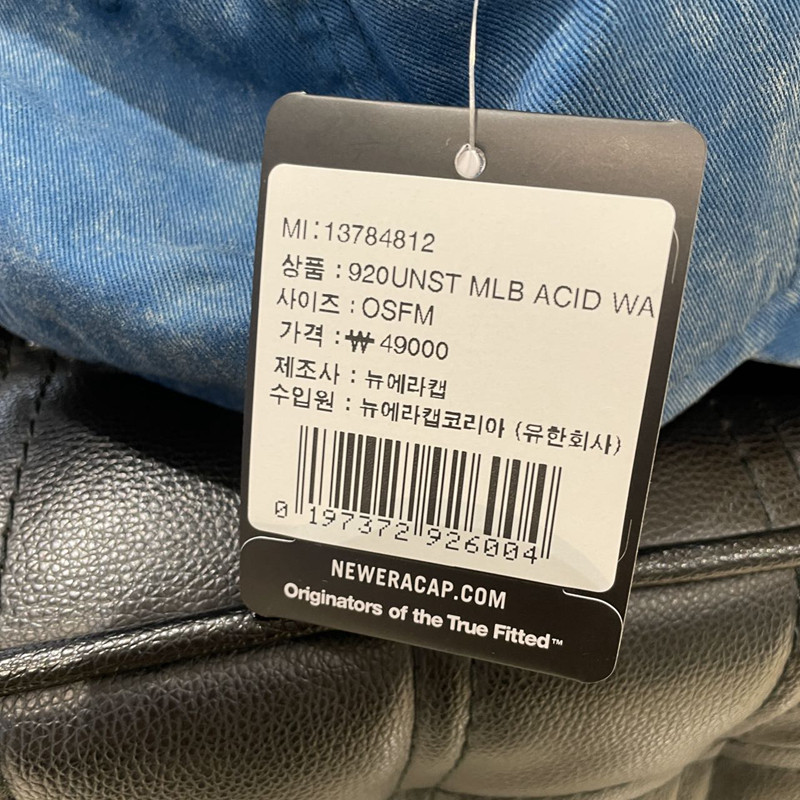 MI:13784812
상품 : 920UNST MLB ACID WA
사이즈 : OSFM
가격 : ₩ 49000
제조사 : 뉴에라캡
수입원 : 뉴에라캡코리아 (유한회사)
0 197372 926004
NEWERACAP.COM
Originators of the True Fitted™